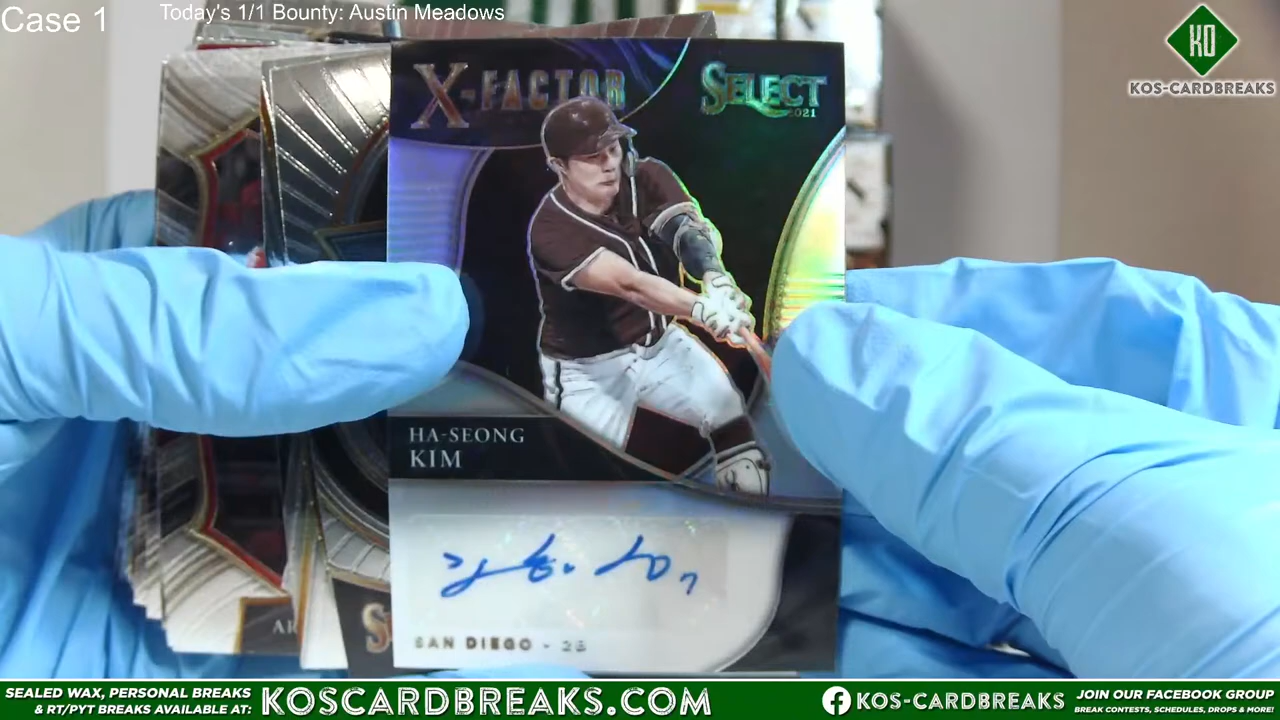 Case 1
Today's 1/1 Bounty: Austin Meadows
KO
KOS-CARDBREAKS
X-FACTOR
SELECT
2021
HA-SEONG
KIM
SAN DIEGO - 2B
SEALED WAX, PERSONAL BREAKS
& RT/PYT BREAKS AVAILABLE AT:
KOSCARDBREAKS.COM
KOS-CARDBREAKS
JOIN OUR FACEBOOK GROUP
BREAK CONTESTS, SCHEDULES, DROPS & MORE!